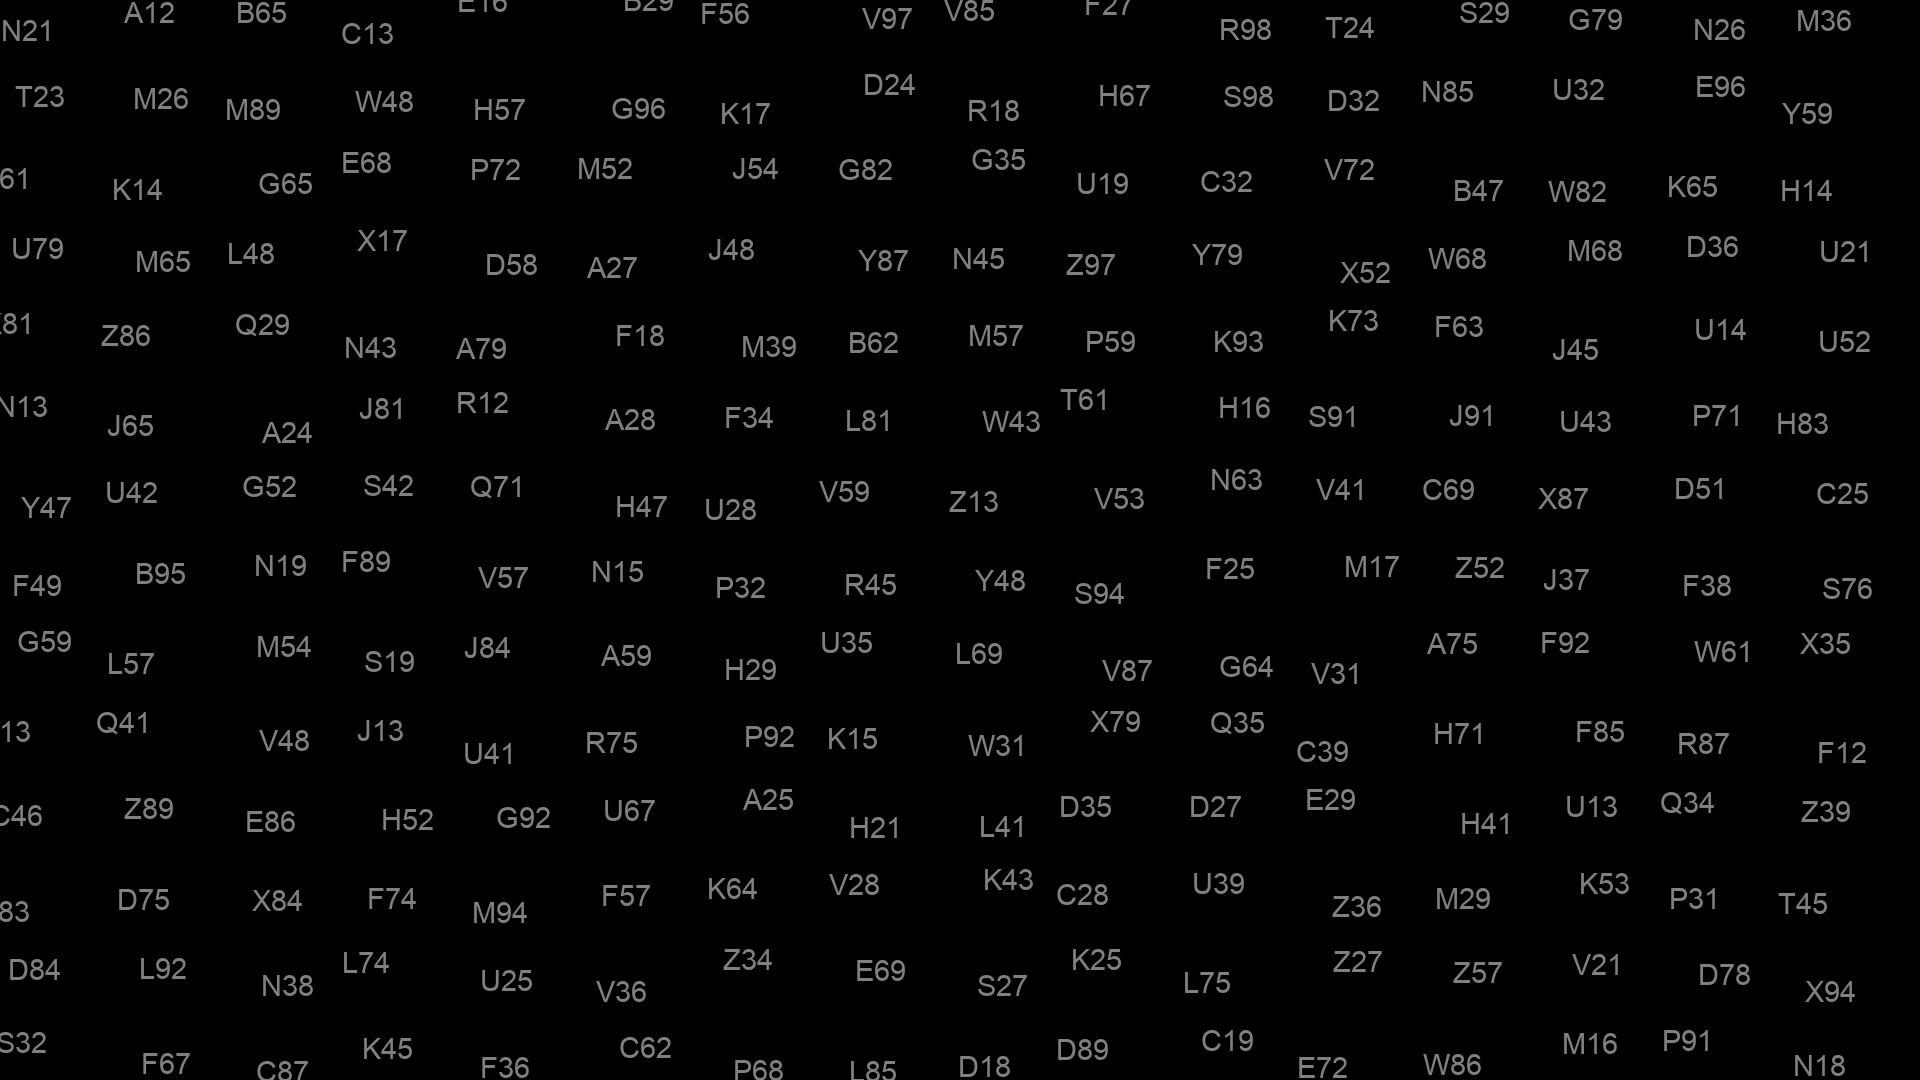 N21 A12 B65 C13 E16 B29 F56 V97 V85 F27 R98 T24 S29 G79 N26 M36
T23 M26 M89 W48 H57 G96 K17 D24 R18 H67 S98 D32 N85 U32 E96 Y59
61 K14 G65 E68 P72 M52 J54 G82 G35 U19 C32 V72 B47 W82 K65 H14
U79 M65 L48 X17 D58 A27 J48 Y87 N45 Z97 Y79 X52 W68 M68 D36 U21
81 Z86 Q29 N43 A79 F18 M39 B62 M57 P59 K93 K73 F63 J45 U14 U52
N13 J65 A24 J81 R12 A28 F34 L81 W43 T61 H16 S91 J91 U43 P71 H83
Y47 U42 G52 S42 Q71 H47 U28 V59 Z13 V53 N63 V41 C69 X87 D51 C25
F49 B95 N19 F89 V57 N15 P32 R45 Y48 S94 F25 M17 Z52 J37 F38 S76
G59 L57 M54 S19 J84 A59 H29 U35 L69 V87 G64 V31 A75 F92 W61 X35
13 Q41 V48 J13 U41 R75 P92 K15 W31 X79 Q35 C39 H71 F85 R87 F12
C46 Z89 E86 H52 G92 U67 A25 H21 L41 D35 D27 E29 H41 U13 Q34 Z39
83 D75 X84 F74 M94 F57 K64 V28 K43 C28 U39 Z36 M29 K53 P31 T45
D84 L92 N38 L74 U25 V36 Z34 E69 S27 K25 L75 Z27 Z57 V21 D78 X94
S32 F67 C87 K45 F36 C62 P68 L85 D18 D89 C19 E72 W86 M16 P91 N18